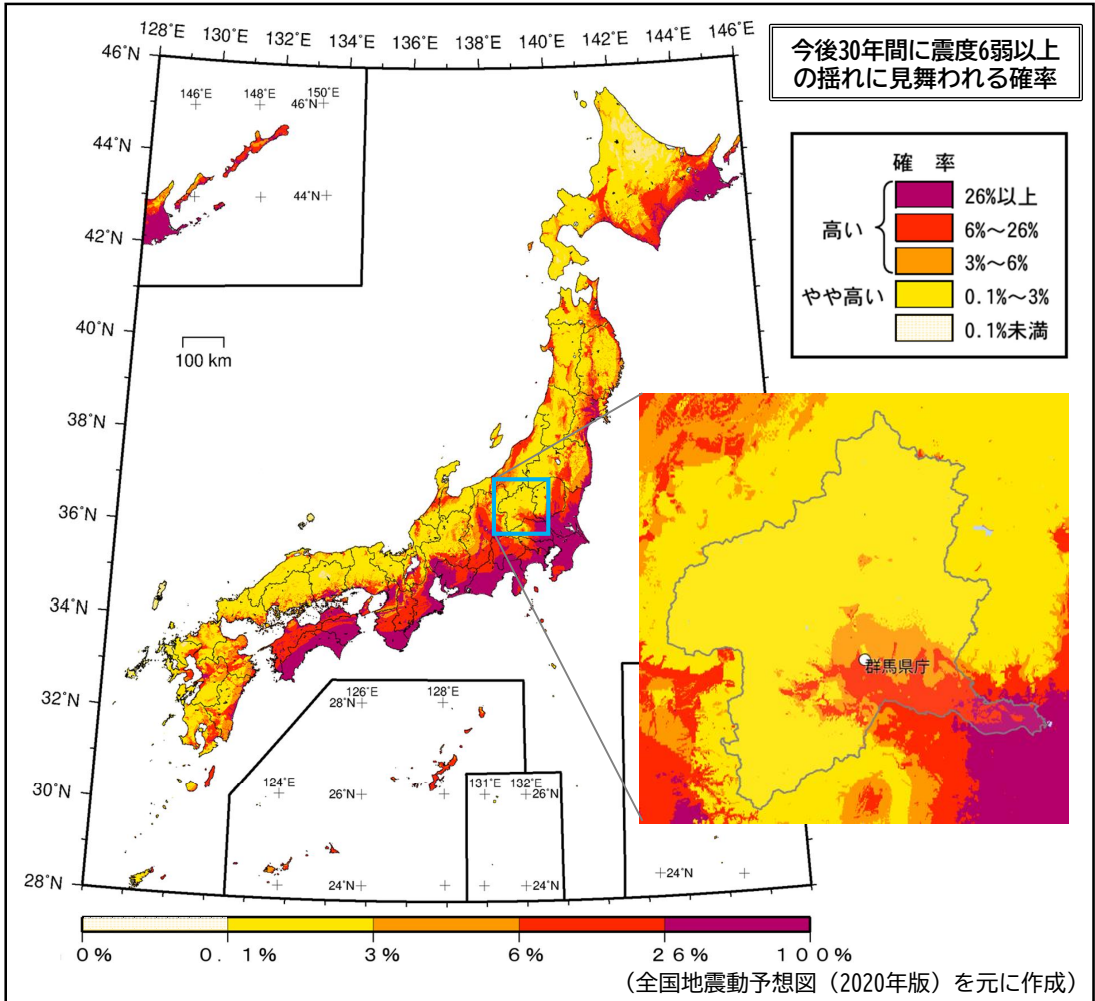 128°E 130°E 132°E 134°E 136°E 138°E 140°E 142°E 144°E 146°E
46°N
44°N
42°N
40°N
38°N
36°N
34°N
32°N
30°N
28°N
今後30年間に震度6弱以上
の揺れに見舞われる確率
146°E 148°E 150°E
46°N
44°N
確 率
高い
26%以上
6%~26%
3%~6%
やや高い 0.1%~3%
0.1%未満
100 km
群馬県庁
126°E 128°E
28°N
124°E
26°N
24°N
131°E 132°E
26°N
24°N
24°N
0% 0.1% 3% 6% 26% 100%
(全国地震動予想図(2020年版)を元に作成)